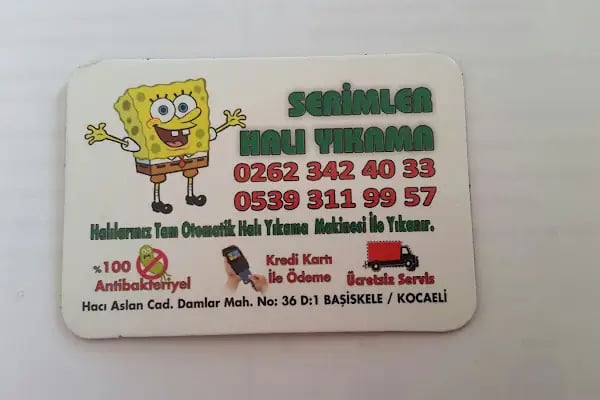 SERİMLER
HALI YIKAMA
0262 342 40 33
0539 311 99 57
Halılarınız Tam Otometik Halı Yıkama Makinesi İle Yıkanır.
%100
Antibakteriyel
Kredi Kartı
İle Ödeme
Ücretsiz Servis
Hacı Aslan Cad. Damlar Mah. No: 36 D:1 BAŞİSKELE / KOCAELİ